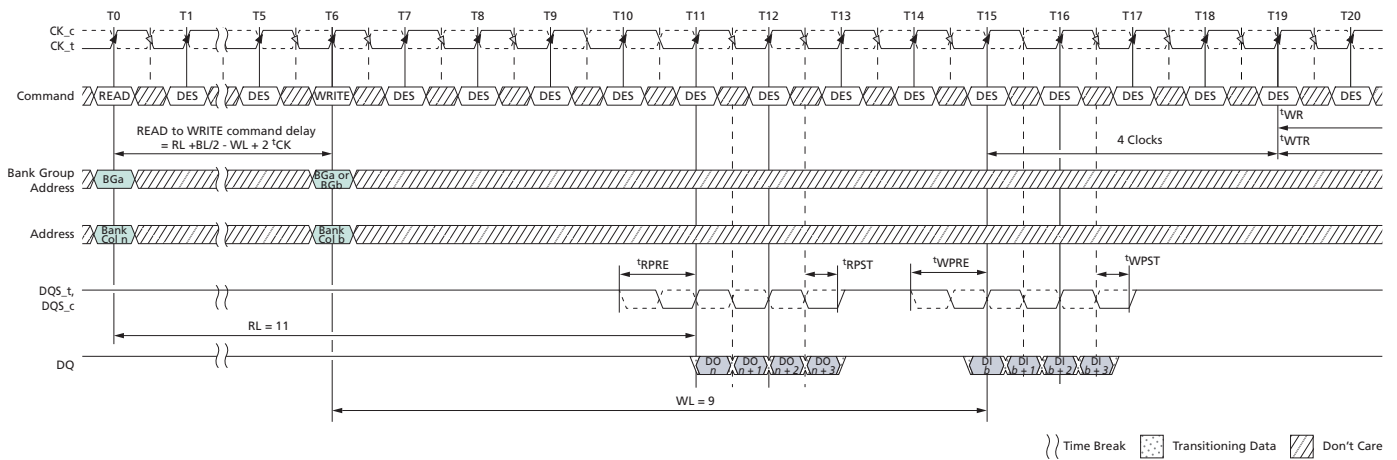 T0 T1 T5 T6 T7 T8 T9 T10 T11 T12 T13 T14 T15 T16 T17 T18 T19 T20
CK_c
CK_t
Command READ DES DES WRITE DES DES DES DES DES DES DES DES DES DES DES DES DES DES
READ to WRITE command delay
= RL +BL/2 - WL + 2 tCK
tWR
4 Clocks
tWTR
Bank Group
Address
BGa
BGa or
BGb
Address
Bank
Col n
Bank
Col b
tRPRE tRPST tWPRE tWPST
DQS_t,
DQS_c
RL = 11
DQ
DO
n
DO
n + 1
DO
n + 2
DO
n + 3
DI
b
DI
b + 1
DI
b + 2
DI
b + 3
WL = 9
Time Break Transitioning Data Don't Care